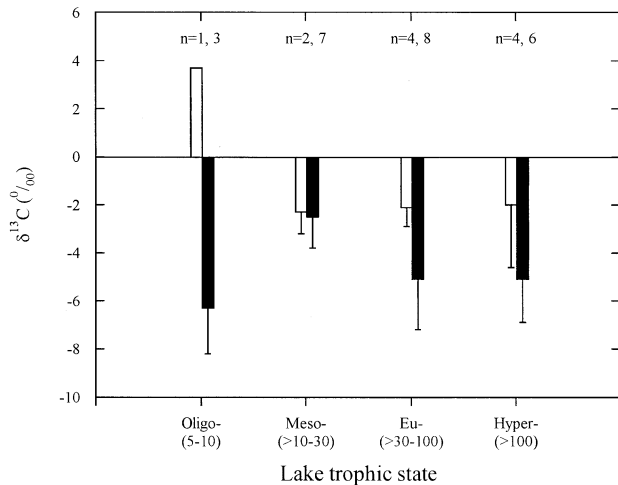 6
n=1, 3 n=2, 7 n=4, 8 n=4, 6
4
2
0
-2
-4
-6
-8
-10
δ¹³C (⁰/₀₀)
Oligo- Meso- Eu- Hyper-
(5-10) (>10-30) (>30-100) (>100)
Lake trophic state